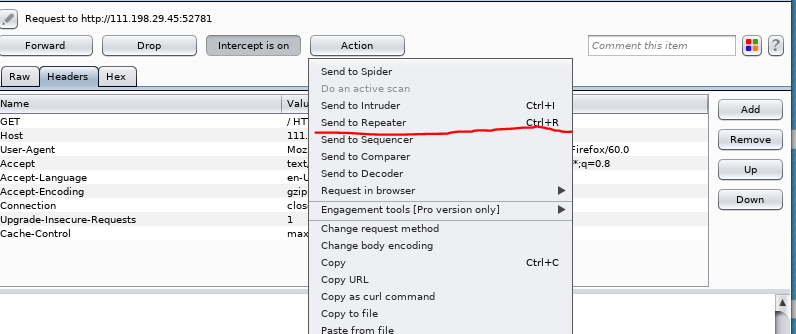 Request to http://111.198.29.45:52781
Forward Drop Intercept is on Action Comment this item ?
Raw Headers Hex
Name Valu
GET / HT
Host 111.
User-Agent Moz Firefox/60.0
Accept text, *;q=0.8
Accept-Language en-U
Accept-Encoding gzip
Connection clos
Upgrade-Insecure-Requests 1
Cache-Control max
Add
Remove
Up
Down
Send to Spider
Do an active scan
Send to Intruder Ctrl+I
Send to Repeater Ctrl+R
Send to Sequencer
Send to Comparer
Send to Decoder
Request in browser
Engagement tools [Pro version only]
Change request method
Change body encoding
Copy Ctrl+C
Copy URL
Copy as curl command
Copy to file
Paste from file